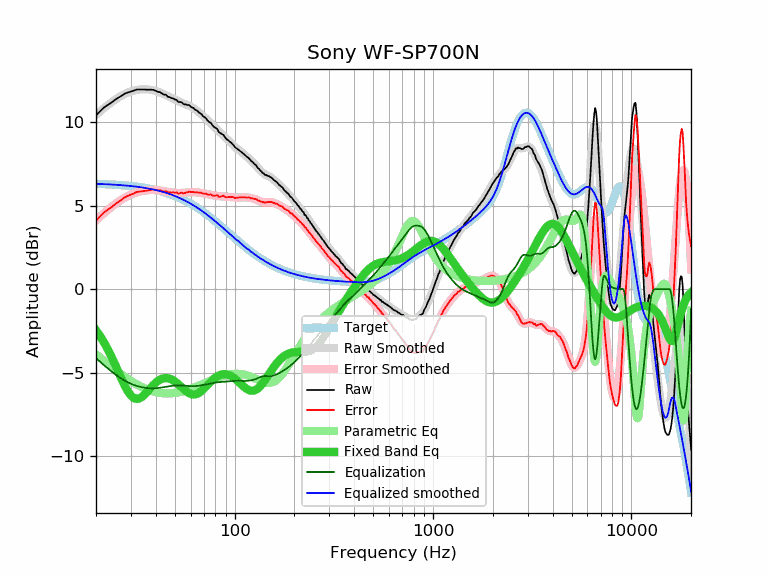 Sony WF-SP700N
Amplitude (dBr)
10
5
0
−5
−10
Target
Raw Smoothed
Error Smoothed
Raw
Error
Parametric Eq
Fixed Band Eq
Equalization
Equalized smoothed
100
1000
10000
Frequency (Hz)